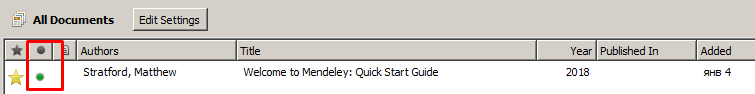 All Documents Edit Settings
Authors Title Year Published In Added
Stratford, Matthew Welcome to Mendeley: Quick Start Guide 2018 янв 4